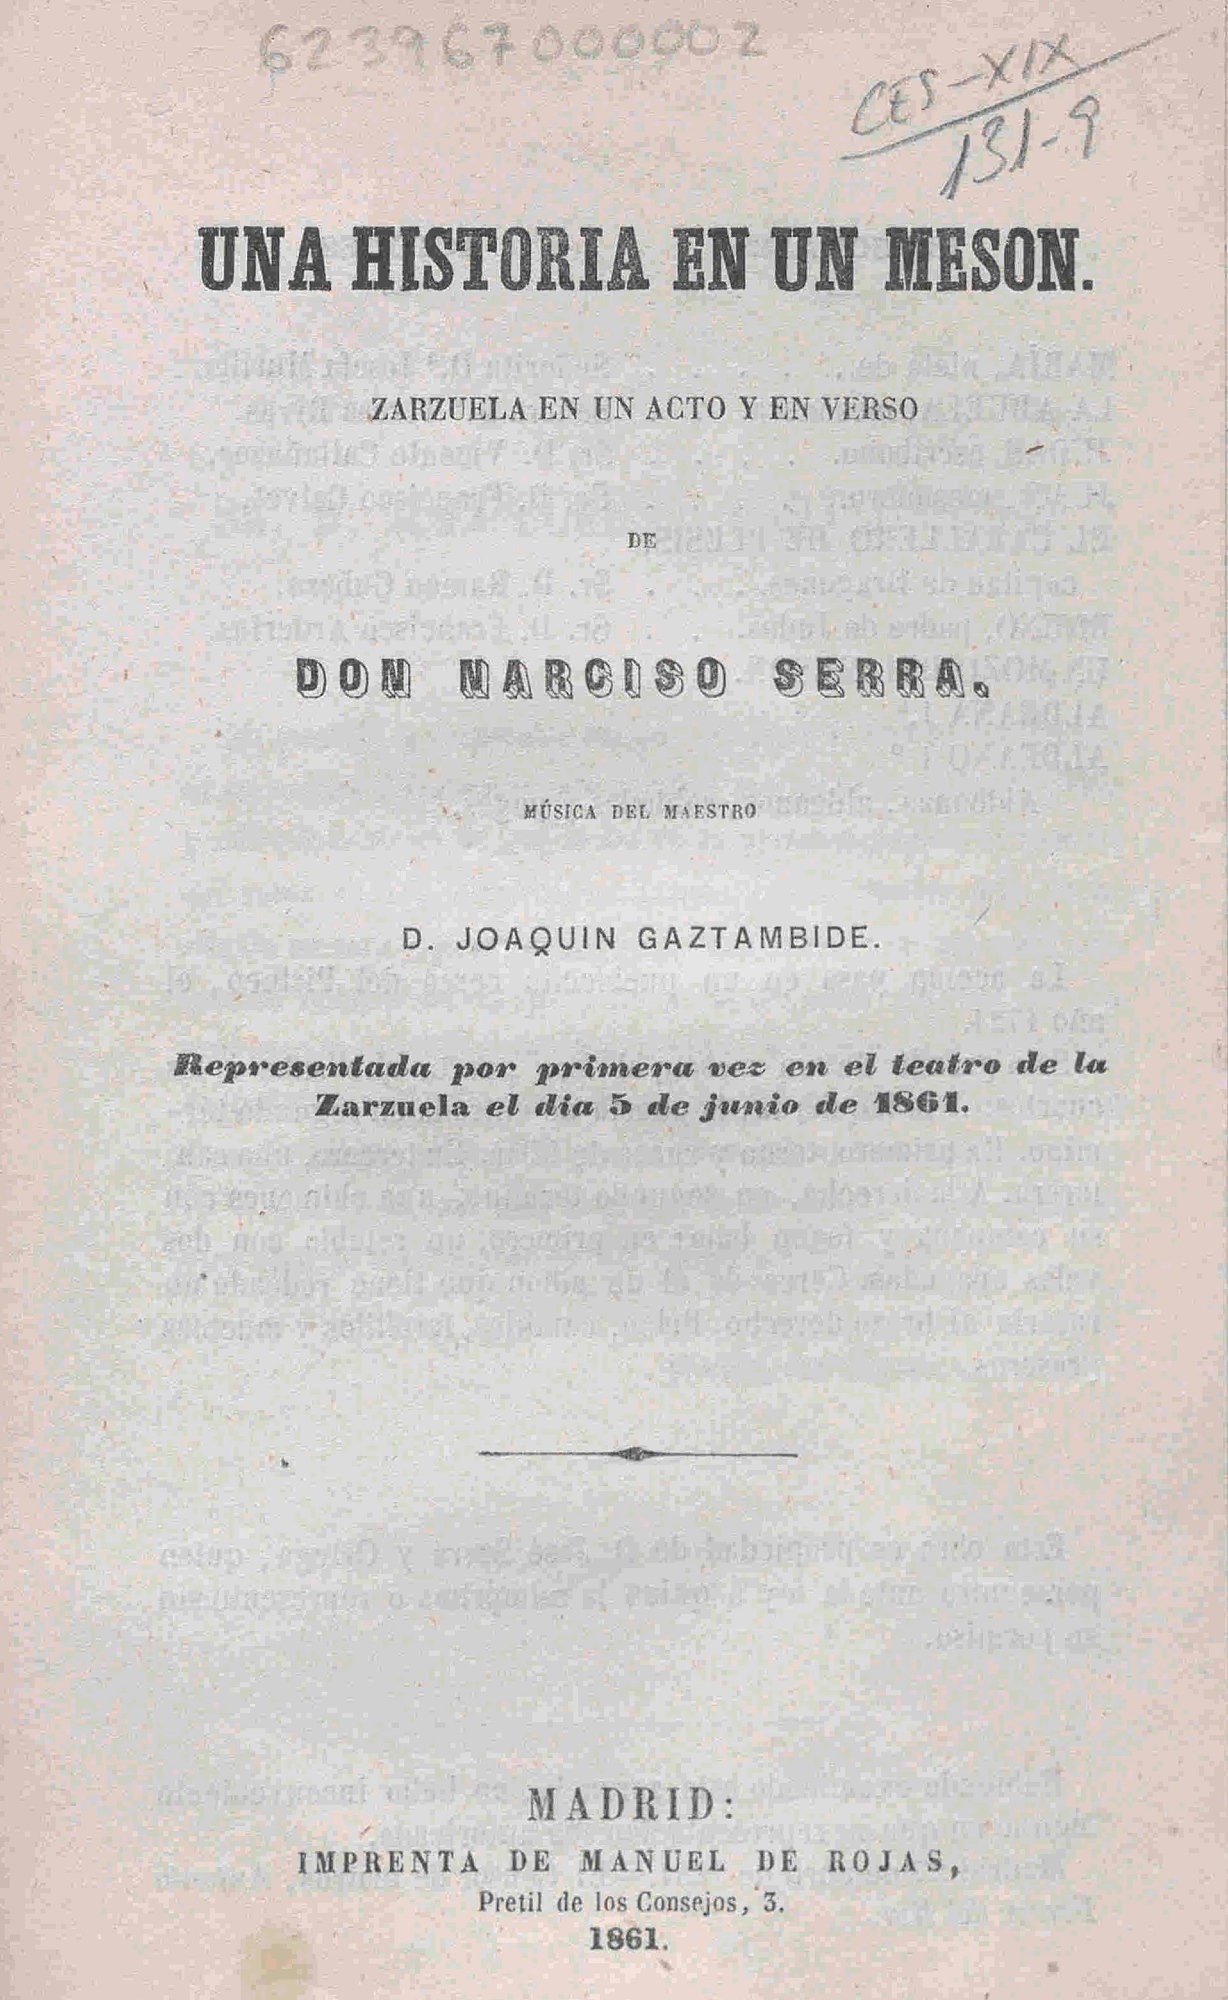 623967000002
CES-XIX
131-9
UNA HISTORIA EN UN MESON.
ZARZUELA EN UN ACTO Y EN VERSO
DE
DON NARCISO SERRA.
MÚSICA DEL MAESTRO
D. JOAQUIN GAZTAMBIDE.
Representada por primera vez en el teatro de la
Zarzuela el dia 5 de junio de 1861.
MADRID:
IMPRENTA DE MANUEL DE ROJAS,
Pretil de los Consejos, 3.
1861.